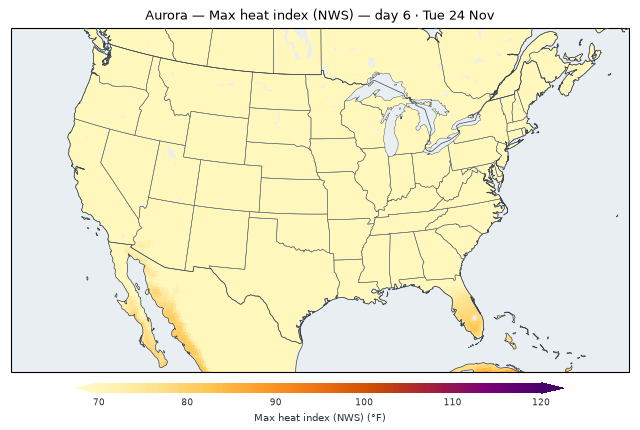 Aurora — Max heat index (NWS) — day 6 · Tue 24 Nov
70 80 90 100 110 120
Max heat index (NWS) (°F)